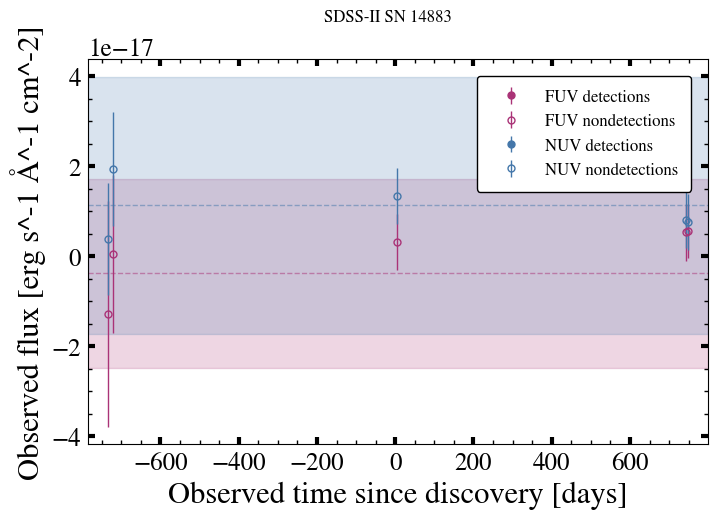 SDSS-II SN 14883
1e−17
FUV detections
FUV nondetections
NUV detections
NUV nondetections
4
2
0
−2
−4
Observed flux [erg s^-1 Å^-1 cm^-2]
−600 −400 −200 0 200 400 600
Observed time since discovery [days]